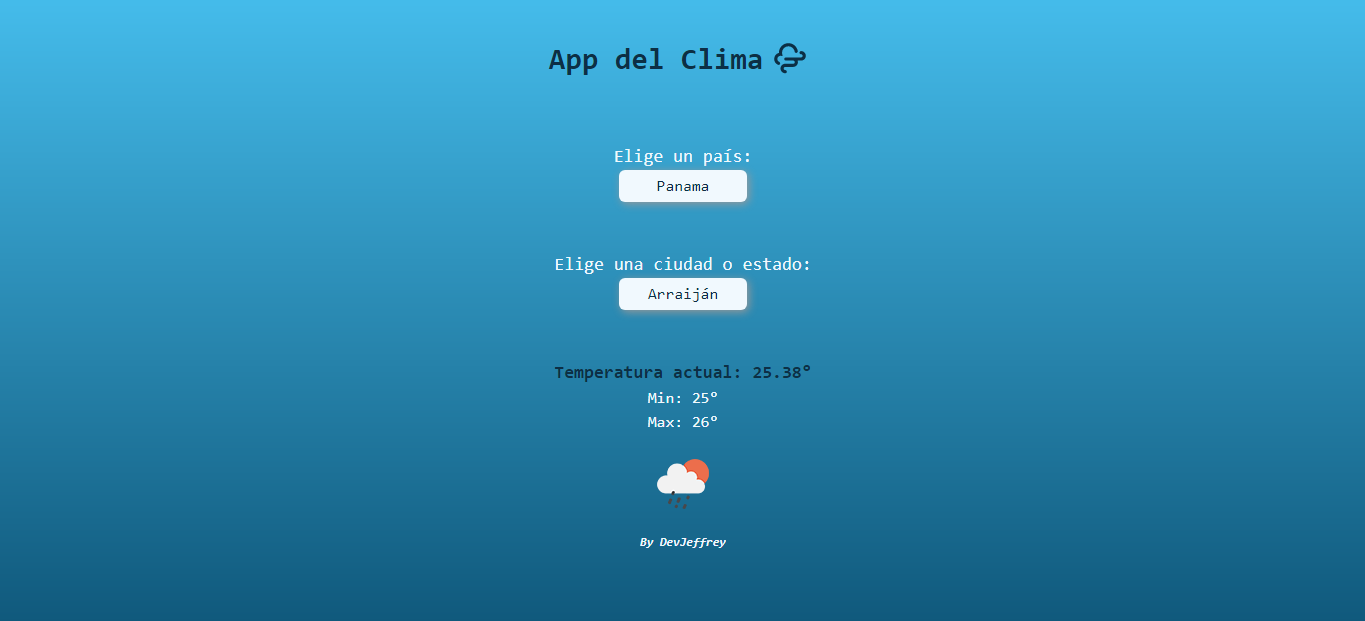 App del Clima
Elige un país:
Panama
Elige una ciudad o estado:
Arraiján
Temperatura actual: 25.38°
Min: 25°
Max: 26°
By DevJeffrey